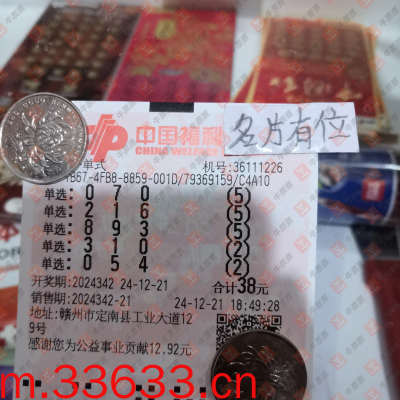 中国福利
CHINA WELFA
名片有位
单式 机号:36111226
4B67-4FB8-8859-001D/79369159/C4A10
单选: 0 7 0 (5)
单选: 2 1 6 (5)
单选: 8 9 3 (5)
单选: 3 1 0 (2)
单选: 0 5 4 (2)
开奖期:2024342 24-12-21 合计38元
销售期:2024342-21 24-12-21 18:49:28
地址:赣州市定南县工业大道12
9号
感谢您为公益事业贡献12.92元
m.33633.cn